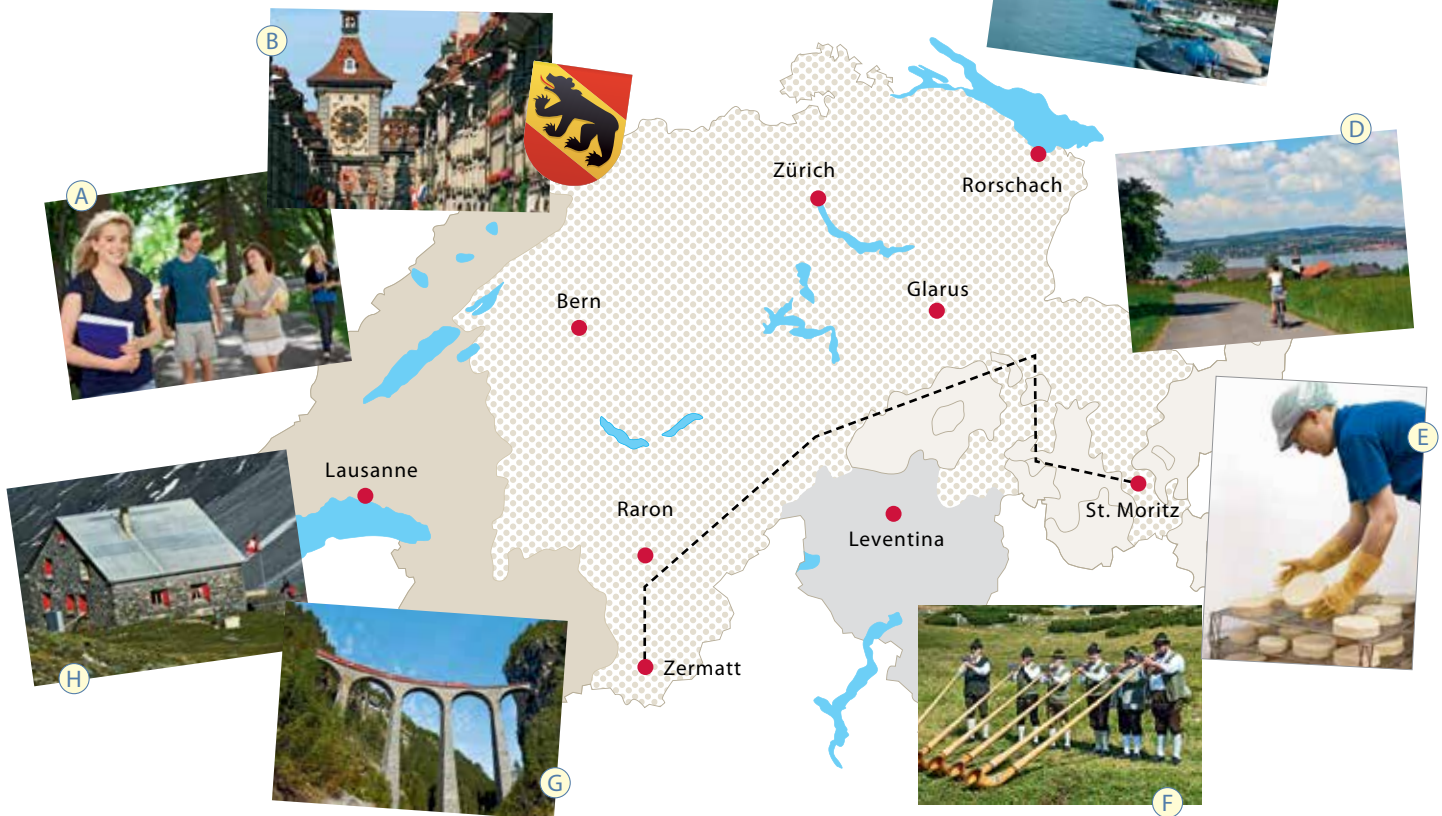 B
D
A
Zürich
Rorschach
Bern
Glarus
E
Lausanne
Raron
St. Moritz
Leventina
H
Zermatt
G
F